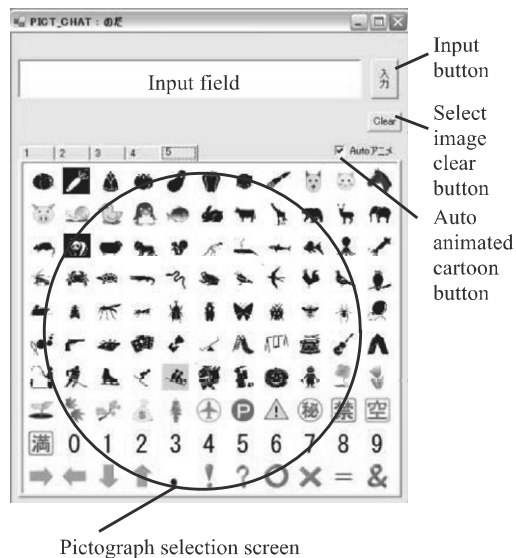 PICT_CHAT : のだ
Input
button
Input field
入力
Clear
Select
image
clear
button
1 2 3 4 5
Autoアニメ
Auto
animated
cartoon
button
P ! 秘 禁 空
満 0 1 2 3 4 5 6 7 8 9
. ! ? = &
Pictograph selection screen